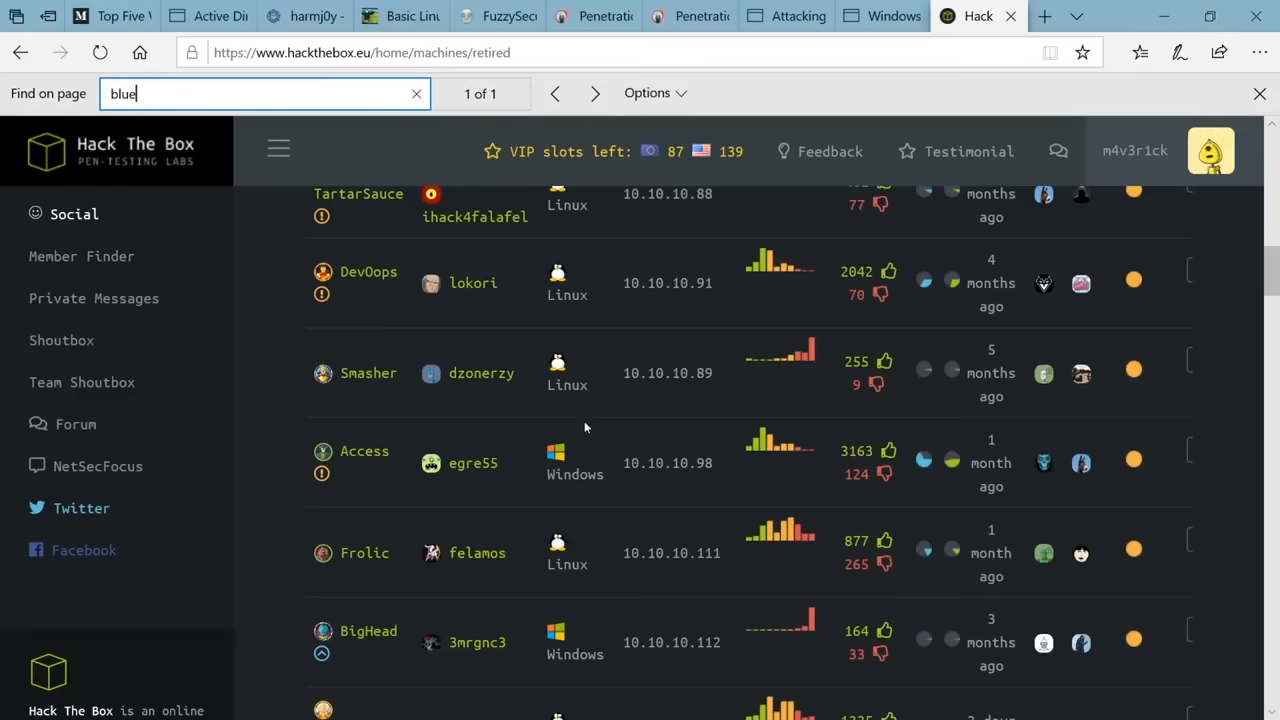 Top Five W
Active Di
harmj0y -
Basic Linu
FuzzySec
Penetratio
Penetratio
Attacking
Windows
Hack
https://www.hackthebox.eu/home/machines/retired
Find on page
blue
1 of 1
Options
Hack The Box
PEN-TESTING LABS
VIP slots left: 87 139
Feedback
Testimonial
m4v3r1ck
Social
Member Finder
Private Messages
Shoutbox
Team Shoutbox
Forum
NetSecFocus
Twitter
Facebook
Hack The Box is an online
TartarSauce
ihack4falafel
Linux
10.10.10.88
77
months
ago
DevOops
lokori
Linux
10.10.10.91
2042
70
4
months
ago
Smasher
dzonerzy
Linux
10.10.10.89
255
9
5
months
ago
Access
egre55
Windows
10.10.10.98
3163
124
1
month
ago
Frolic
felamos
Linux
10.10.10.111
877
265
1
month
ago
BigHead
3mrgnc3
Windows
10.10.10.112
164
33
3
months
ago